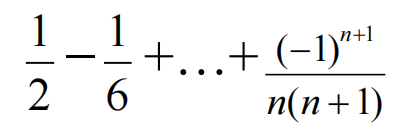 1/2 − 1/6 + … + (−1)^{n+1}/n(n+1)